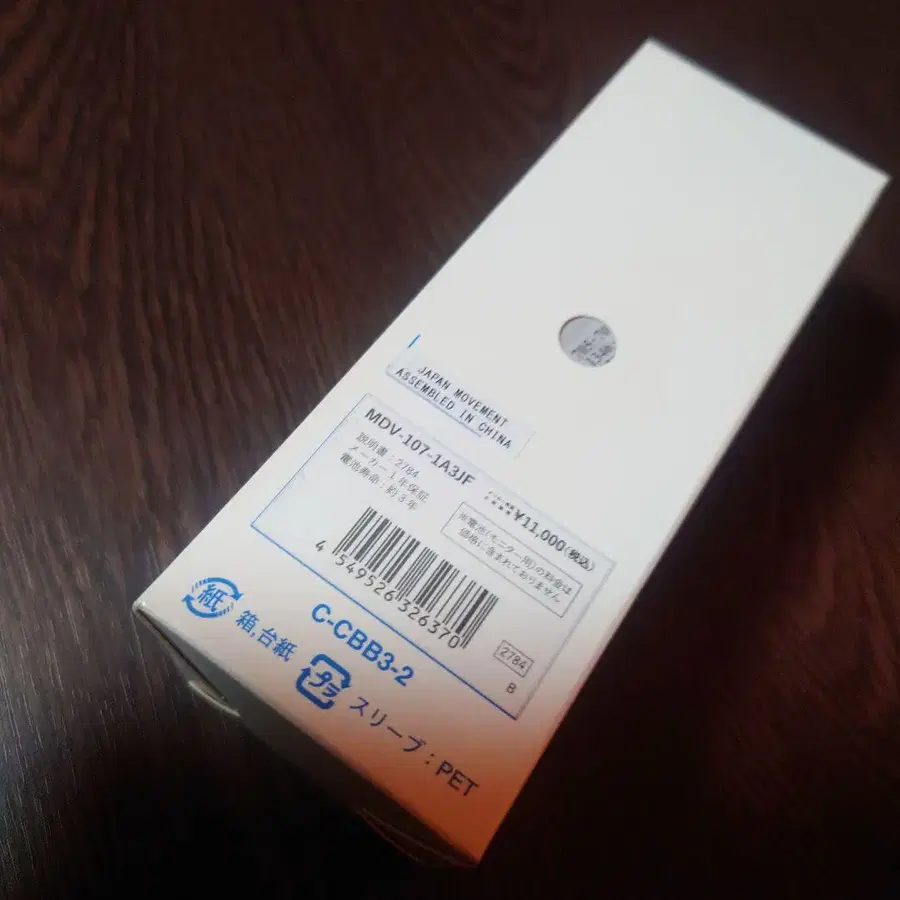 JAPAN MOVEMENT
ASSEMBLED IN CHINA
MDV-107-1A3JF
¥11,000(税込)
説明書:2784
メーカー1年保証
電池寿命:約3年
※電池(モニター用)の料金は
価格に含まれておりません
4 549526 326370
2784
B
C-CBB3-2
紙
箱,台紙
プラ
スリーブ:PET